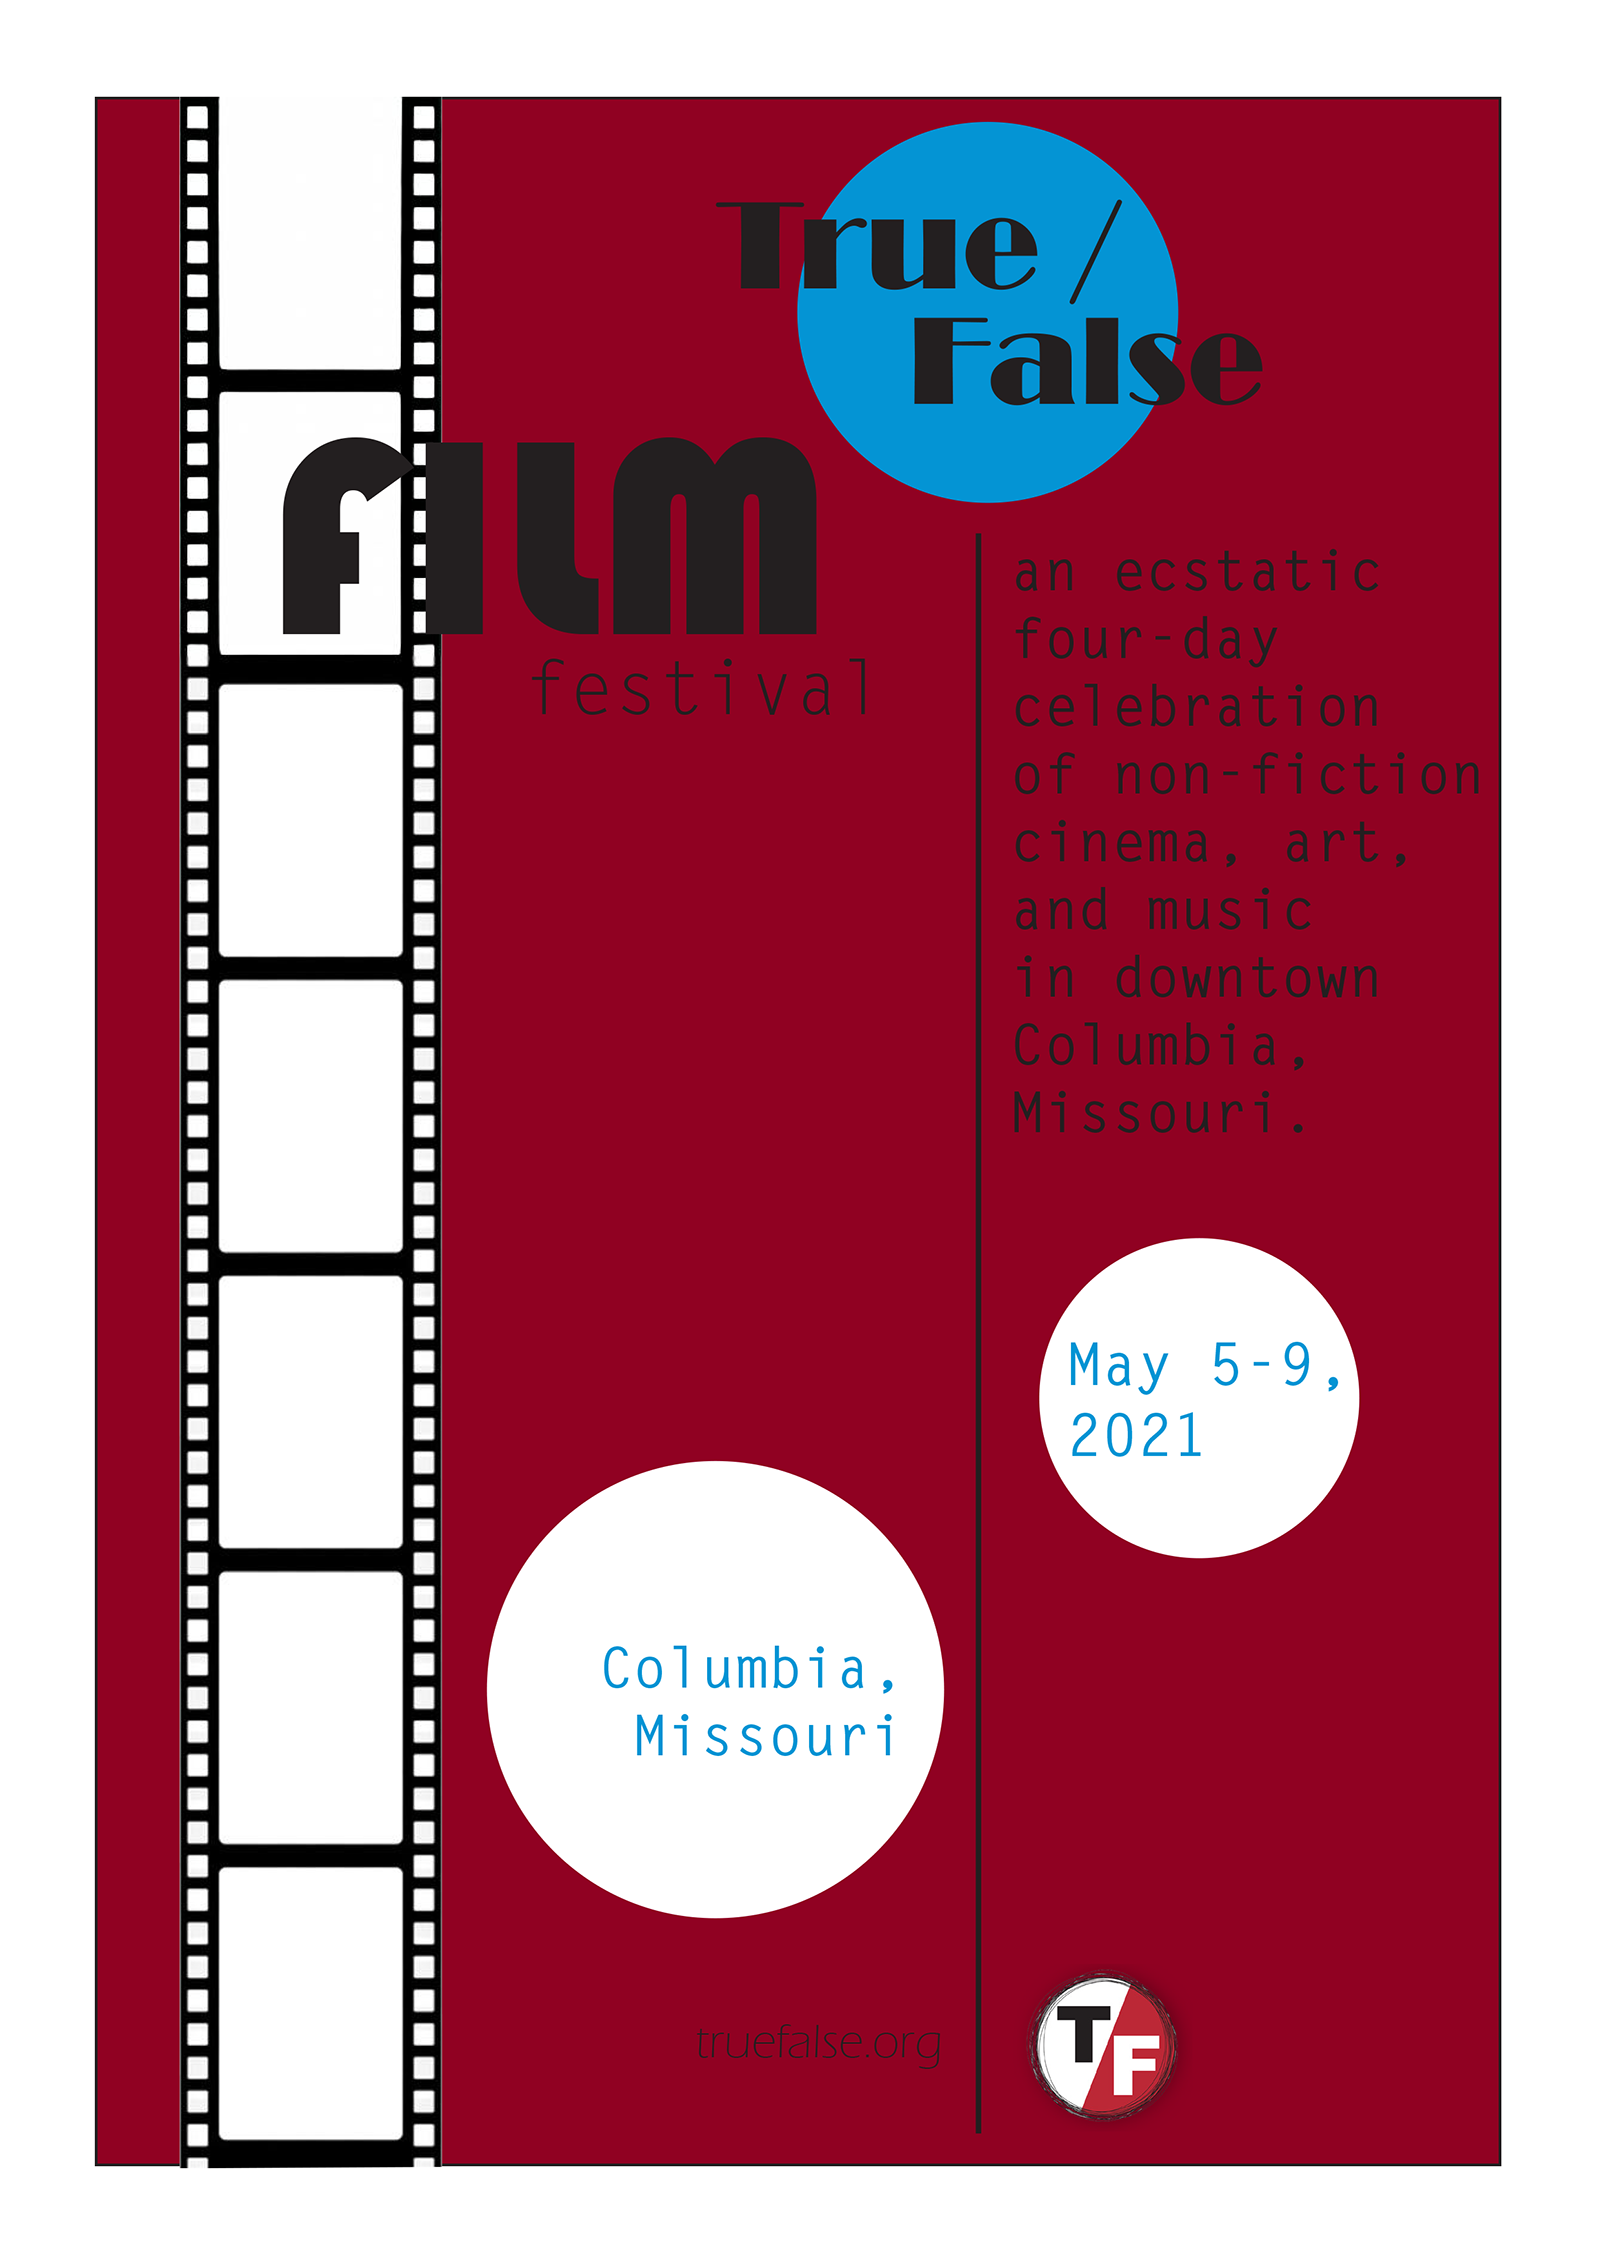 True /
False
FILM
festival
an ecstatic
four-day
celebration
of non-fiction
cinema, art,
and music
in downtown
Columbia,
Missouri.
May 5-9,
2021
Columbia,
Missouri
truefalse.org
TF